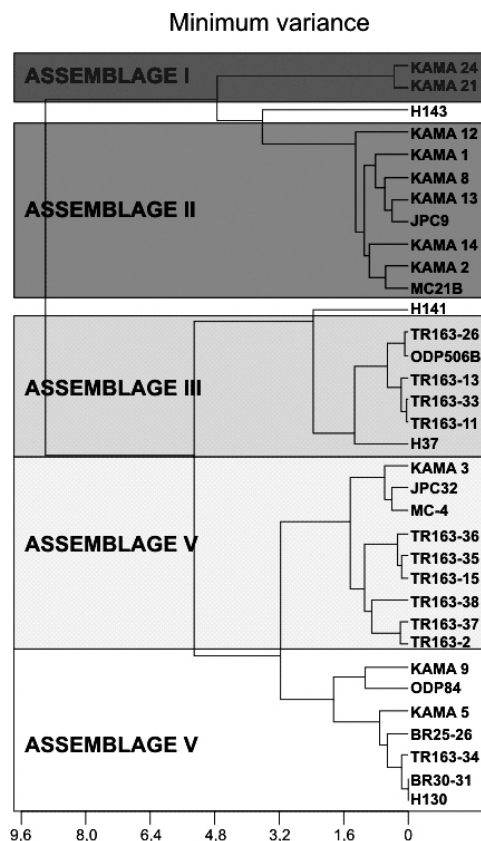 Minimum variance
ASSEMBLAGE I
KAMA 24
KAMA 21
H143
ASSEMBLAGE II
KAMA 12
KAMA 1
KAMA 8
KAMA 13
JPC9
KAMA 14
KAMA 2
MC21B
H141
ASSEMBLAGE III
TR163-26
ODP506B
TR163-13
TR163-33
TR163-11
H37
ASSEMBLAGE V
KAMA 3
JPC32
MC-4
TR163-36
TR163-35
TR163-15
TR163-38
TR163-37
TR163-2
ASSEMBLAGE V
KAMA 9
ODP84
KAMA 5
BR25-26
TR163-34
BR30-31
H130
9.6 8.0 6.4 4.8 3.2 1.6 0